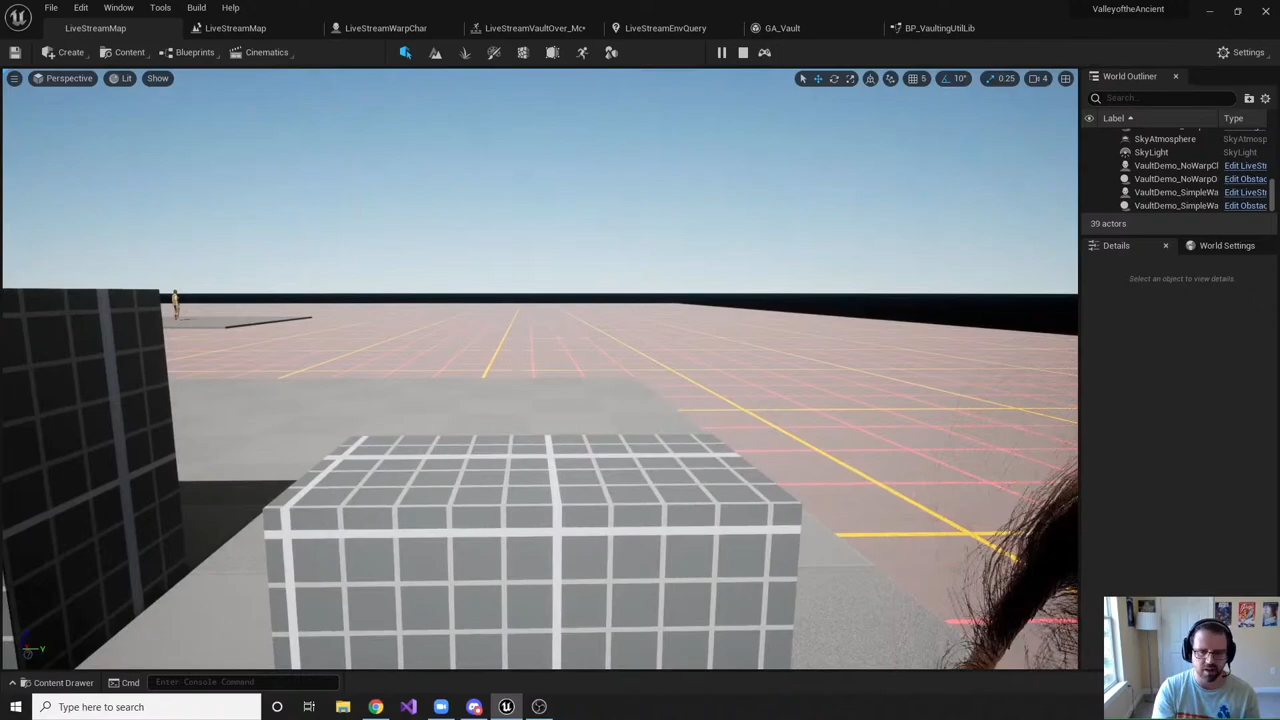 File Edit Window Tools Build Help
ValleyoftheAncient
LiveStreamMap LiveStreamMap LiveStreamWarpChar LiveStreamVaultOver_Mc• LiveStreamEnvQuery GA_Vault BP_VaultingUtilLib
Create Content Blueprints Cinematics Settings
Perspective Lit Show 5 10° 0.25 4
World Outliner
Search...
Label Type
SkyAtmosphere SkyAtmosp
SkyLight SkyLight
VaultDemo_NoWarpCl Edit LiveStr
VaultDemo_NoWarpO Edit Obstac
VaultDemo_SimpleWa Edit LiveStr
VaultDemo_SimpleWa Edit Obstac
39 actors
Details World Settings
Select an object to view details.
Y
Content Drawer Cmd Enter Console Command
Type here to search